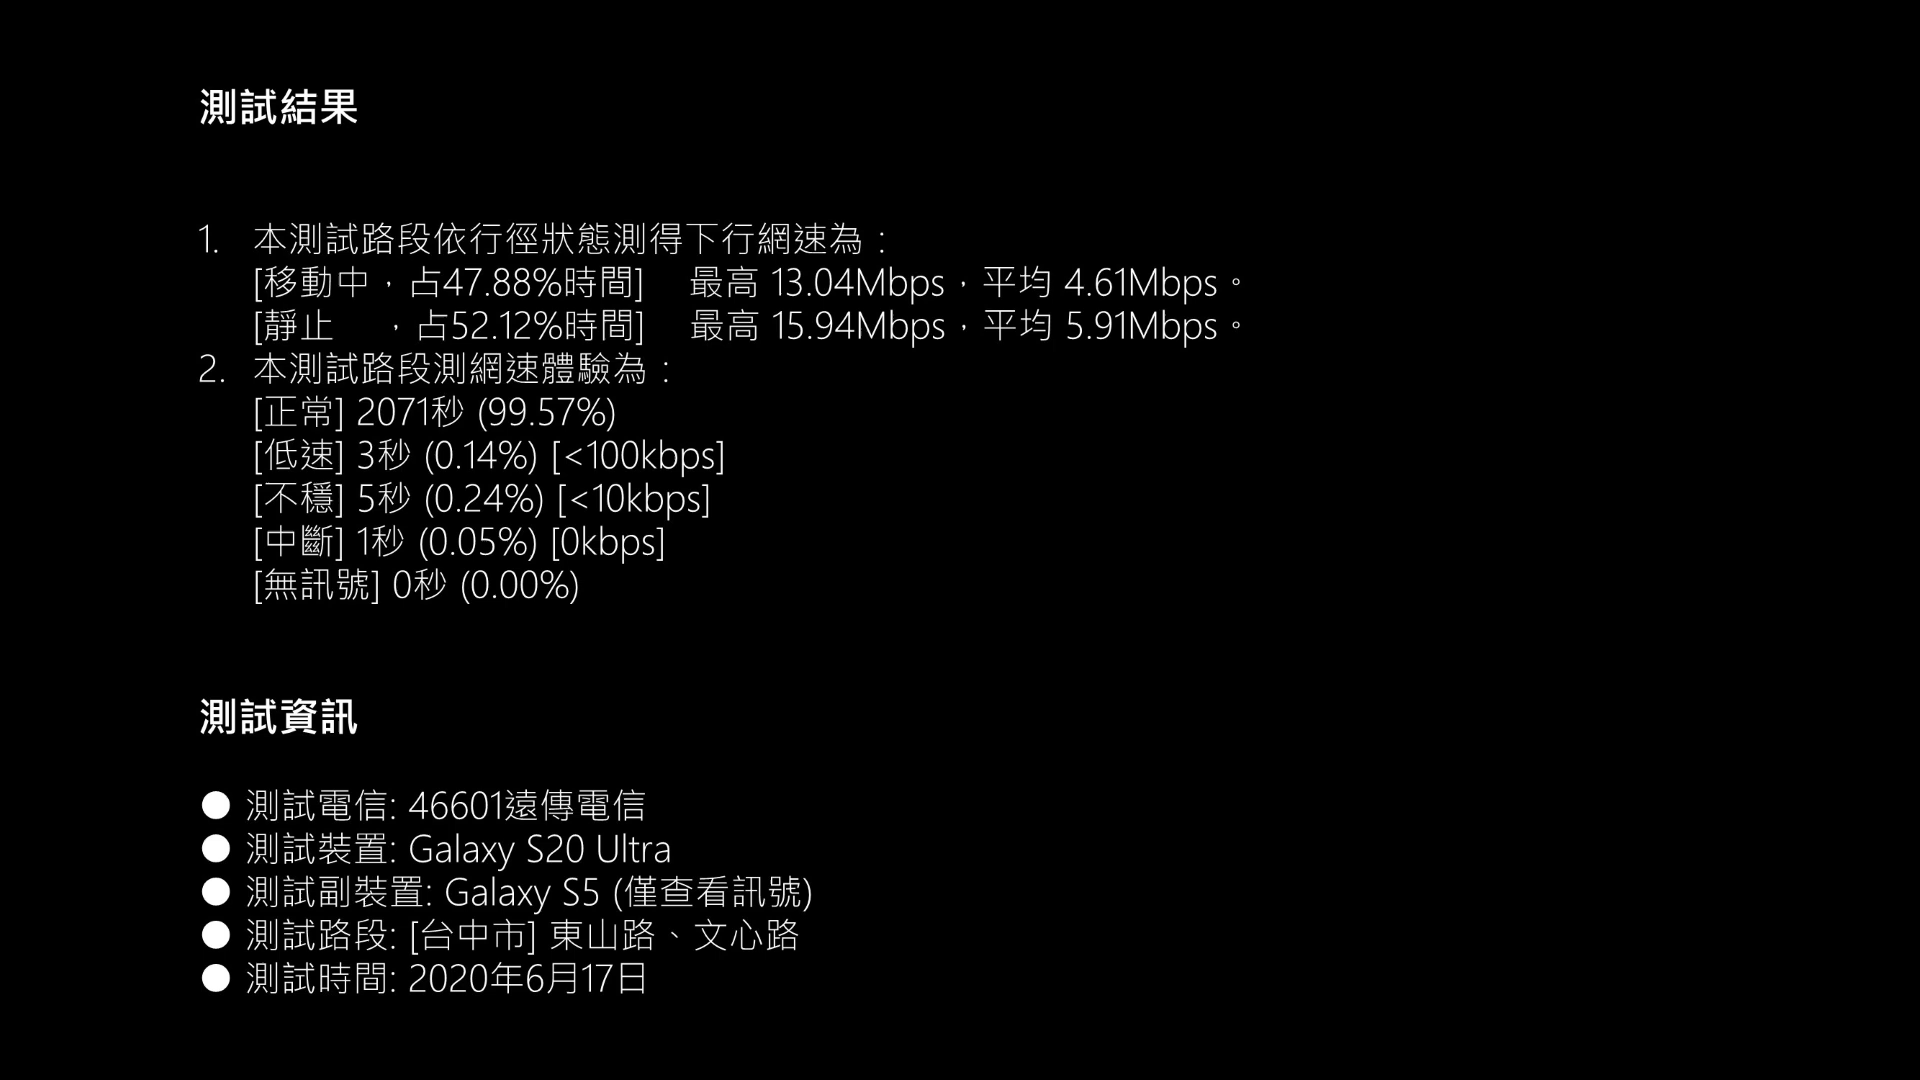 測試結果
1. 本測試路段依行徑狀態測得下行網速為：
[移動中，占47.88%時間] 最高 13.04Mbps，平均 4.61Mbps。
[靜止　，占52.12%時間] 最高 15.94Mbps，平均 5.91Mbps。
2. 本測試路段測網速體驗為：
[正常] 2071秒 (99.57%)
[低速] 3秒 (0.14%) [<100kbps]
[不穩] 5秒 (0.24%) [<10kbps]
[中斷] 1秒 (0.05%) [0kbps]
[無訊號] 0秒 (0.00%)
測試資訊
● 測試電信: 46601遠傳電信
● 測試裝置: Galaxy S20 Ultra
● 測試副裝置: Galaxy S5 (僅查看訊號)
● 測試路段: [台中市] 東山路、文心路
● 測試時間: 2020年6月17日